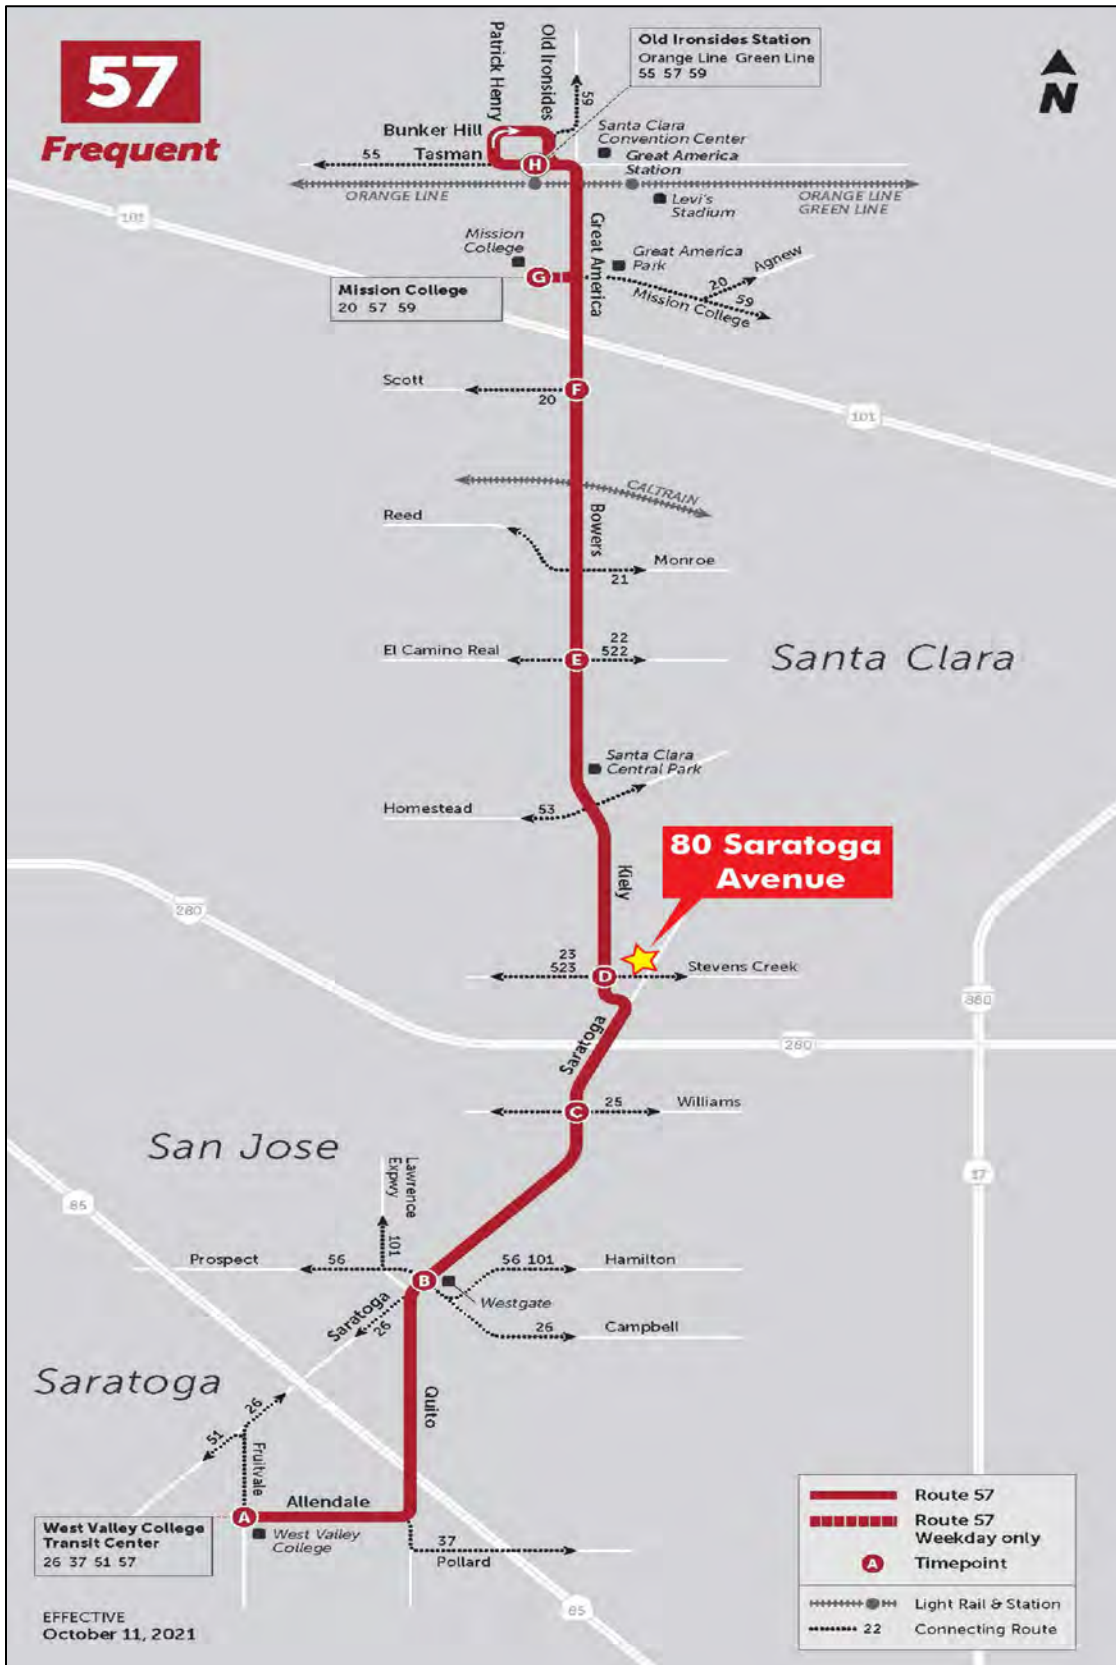 57
Frequent
Patrick Henry
Old Ironsides
Old Ironsides Station
Orange Line Green Line
55 57 59
N
59
Bunker Hill
Santa Clara
Convention Center
55
Tasman
H
Great America
Station
ORANGE LINE
ORANGE LINE
GREEN LINE
Levi's
Stadium
101
Great America
Mission
College
Great America
Park
Agnew
G
20
Mission College
20 57 59
Mission College
59
Scott
20
F
101
CALTRAIN
Reed
Bowers
Monroe
21
El Camino Real
22
522
E
Santa Clara
Santa Clara
Central Park
Homestead
53
80 Saratoga
Avenue
Kiely
280
23
523
D
Stevens Creek
880
Saratoga
280
C
25
Williams
San Jose
Lawrence
Expwy
17
85
101
Prospect
56
56 101
Hamilton
B
Westgate
Saratoga
26
26
Campbell
Saratoga
Quito
26
51
Fruitvale
Allendale
A
West Valley College
Transit Center
26 37 51 57
West Valley
College
37
Pollard
85
EFFECTIVE
October 11, 2021
Route 57
Route 57
Weekday only
A
Timepoint
Light Rail & Station
22
Connecting Route